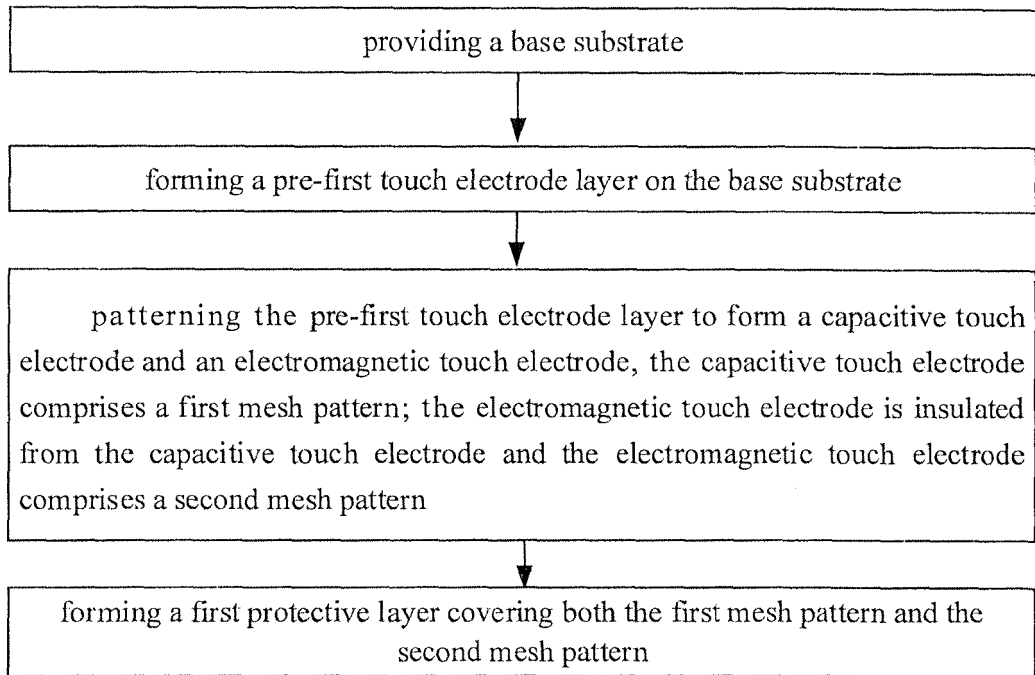 providing a base substrate
forming a pre-first touch electrode layer on the base substrate
patterning the pre-first touch electrode layer to form a capacitive touch
electrode and an electromagnetic touch electrode, the capacitive touch electrode
comprises a first mesh pattern; the electromagnetic touch electrode is insulated
from the capacitive touch electrode and the electromagnetic touch electrode
comprises a second mesh pattern
forming a first protective layer covering both the first mesh pattern and the
second mesh pattern